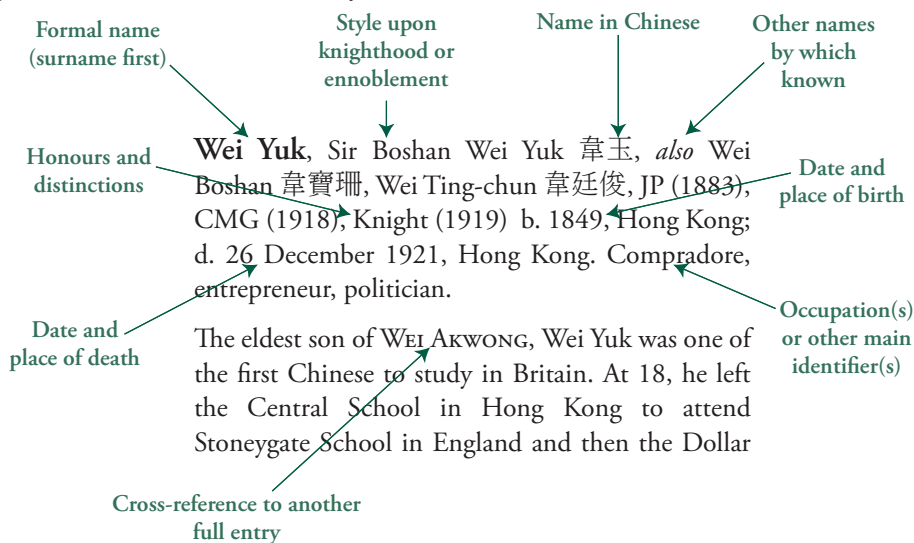 Formal name
(surname first)
Style upon
knighthood or
ennoblement
Name in Chinese
Other names
by which
known
Honours and
distinctions
Date and
place of birth
Wei Yuk, Sir Boshan Wei Yuk 韋玉, also Wei
Boshan 韋寶珊, Wei Ting-chun 韋廷俊, JP (1883),
CMG (1918), Knight (1919) b. 1849, Hong Kong;
d. 26 December 1921, Hong Kong. Compradore,
entrepreneur, politician.
Date and
place of death
Occupation(s)
or other main
identifier(s)
The eldest son of Wei Akwong, Wei Yuk was one of
the first Chinese to study in Britain. At 18, he left
the Central School in Hong Kong to attend
Stoneygate School in England and then the Dollar
Cross-reference to another
full entry